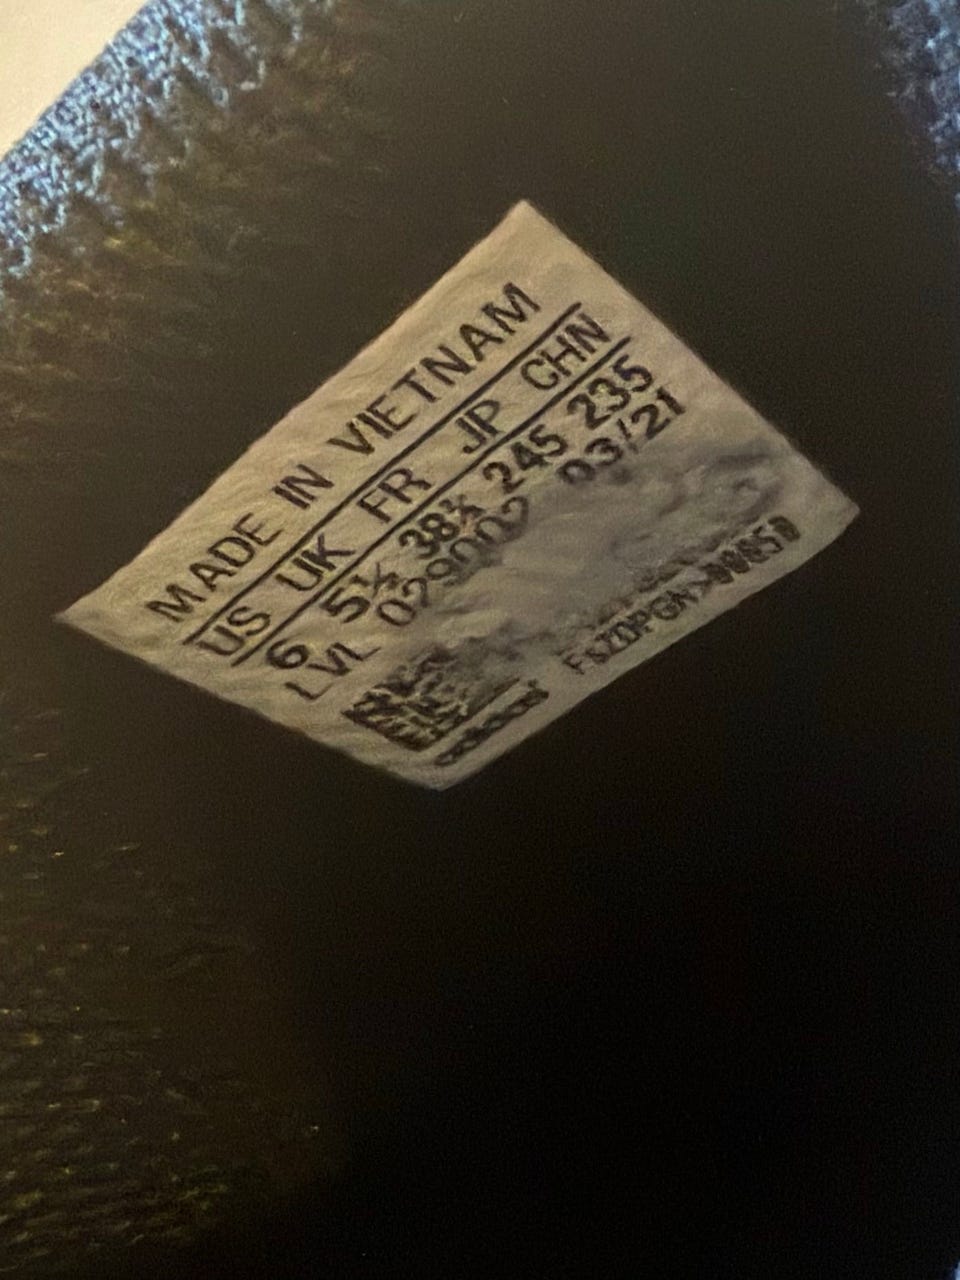 MADE IN VIETNAM
US UK FR JP CHN
6 5½ 38⅔ 245 235
LVL 029002 03/21
adidas